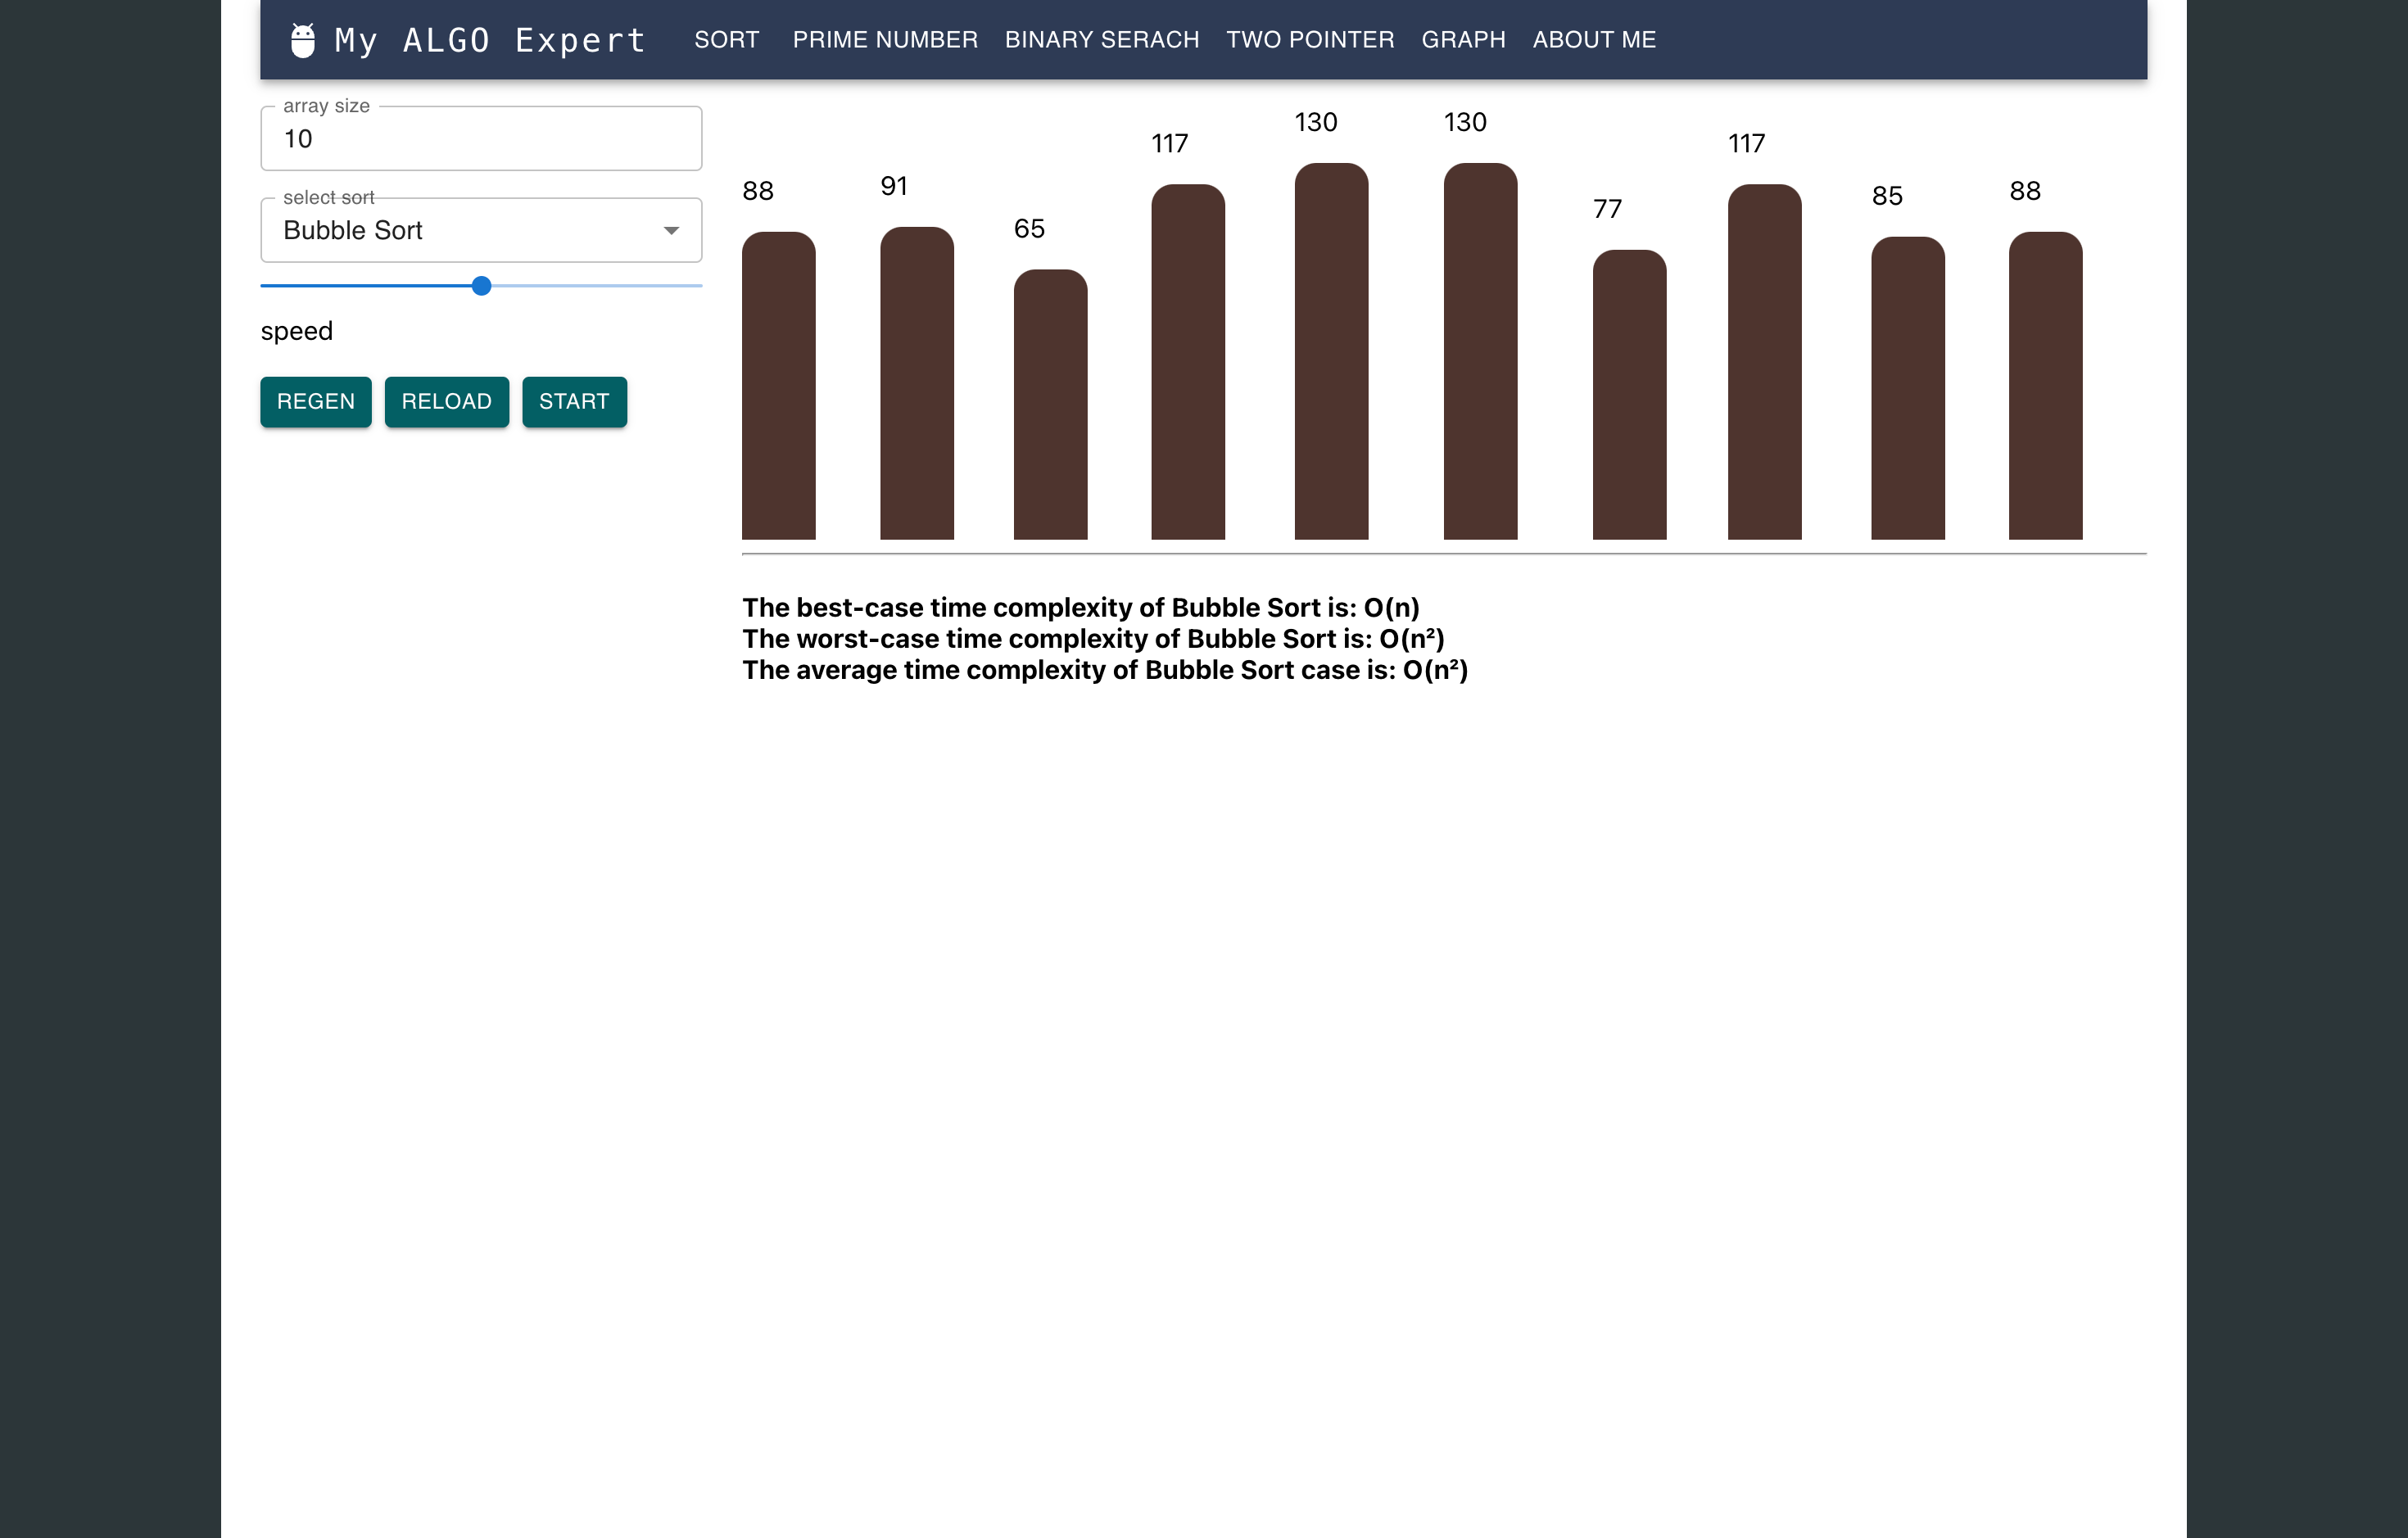 My ALGO Expert SORT PRIME NUMBER BINARY SERACH TWO POINTER GRAPH ABOUT ME
array size
10
select sort
Bubble Sort
speed
REGEN RELOAD START
88 91 65 117 130 130 77 117 85 88
The best-case time complexity of Bubble Sort is: O(n)
The worst-case time complexity of Bubble Sort is: O(n²)
The average time complexity of Bubble Sort case is: O(n²)